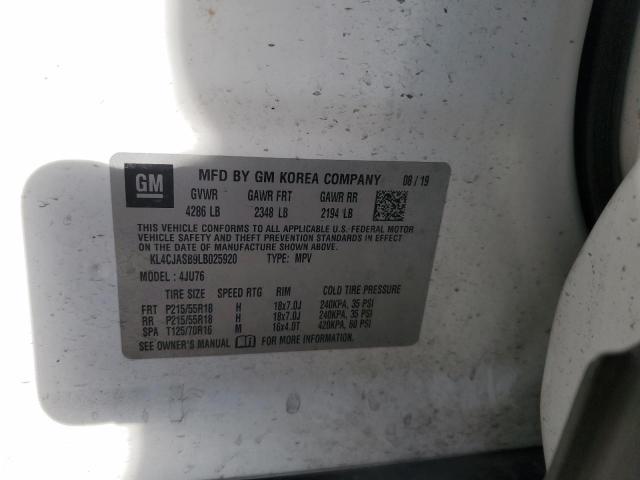 GM
MFD BY GM KOREA COMPANY 08/19
GVWR GAWR FRT GAWR RR
4286 LB 2348 LB 2194 LB
THIS VEHICLE CONFORMS TO ALL APPLICABLE U.S. FEDERAL MOTOR
VEHICLE SAFETY, BUMPER, AND THEFT PREVENTION STANDARDS IN EFFECT
ON THE DATE OF MANUFACTURE SHOWN ABOVE.
KL4CJASB9LB025920 TYPE: MPV
MODEL: 4JU76
TIRE SIZE SPEED RTG RIM COLD TIRE PRESSURE
FRT P215/55R18 H 18x7.0J 240KPA, 35 PSI
RR P215/55R18 H 18x7.0J 240KPA, 35 PSI
SPA T125/70R16 M 16x4.0T 420KPA, 60 PSI
SEE OWNER'S MANUAL FOR MORE INFORMATION.